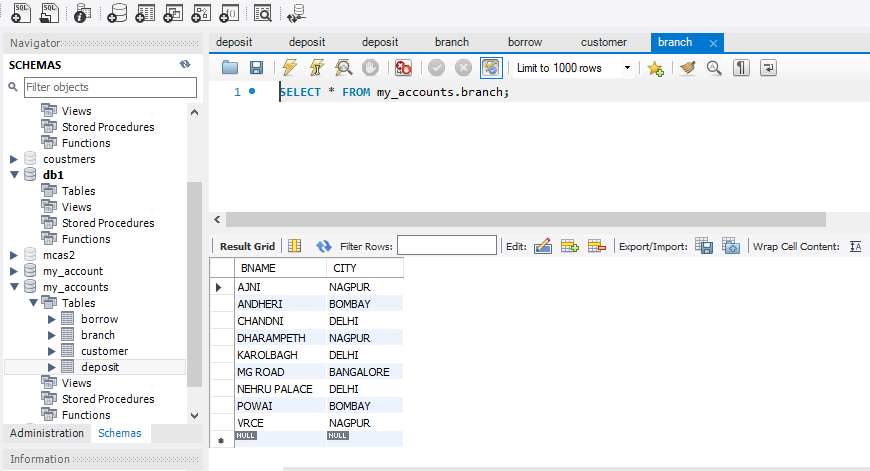 SQL SQL
Navigator
SCHEMAS
Filter objects
Views
Stored Procedures
Functions
coustmers
db1
Tables
Views
Stored Procedures
Functions
mcas2
my_account
my_accounts
Tables
borrow
branch
customer
deposit
Views
Stored Procedures
Functions
Administration Schemas
Information
deposit deposit deposit branch borrow customer branch
Limit to 1000 rows
1 SELECT * FROM my_accounts.branch;
Result Grid Filter Rows: Edit: Export/Import: Wrap Cell Content: IA
BNAME CITY
AJNI NAGPUR
ANDHERI BOMBAY
CHANDNI DELHI
DHARAMPETH NAGPUR
KAROLBAGH DELHI
MG ROAD BANGALORE
NEHRU PALACE DELHI
POWAI BOMBAY
VRCE NAGPUR
NULL NULL